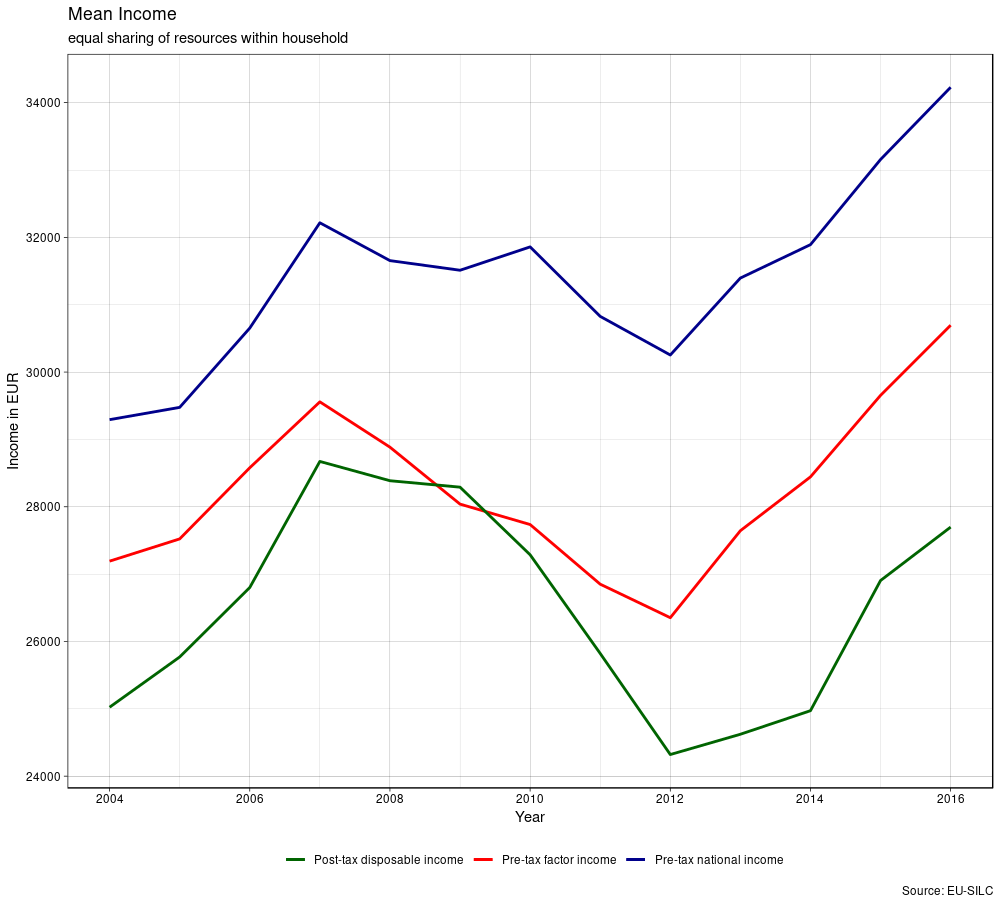 Mean Income
equal sharing of resources within household
34000
32000
30000
28000
26000
24000
Income in EUR
2004 2006 2008 2010 2012 2014 2016
Year
Post-tax disposable income Pre-tax factor income Pre-tax national income
Source: EU-SILC